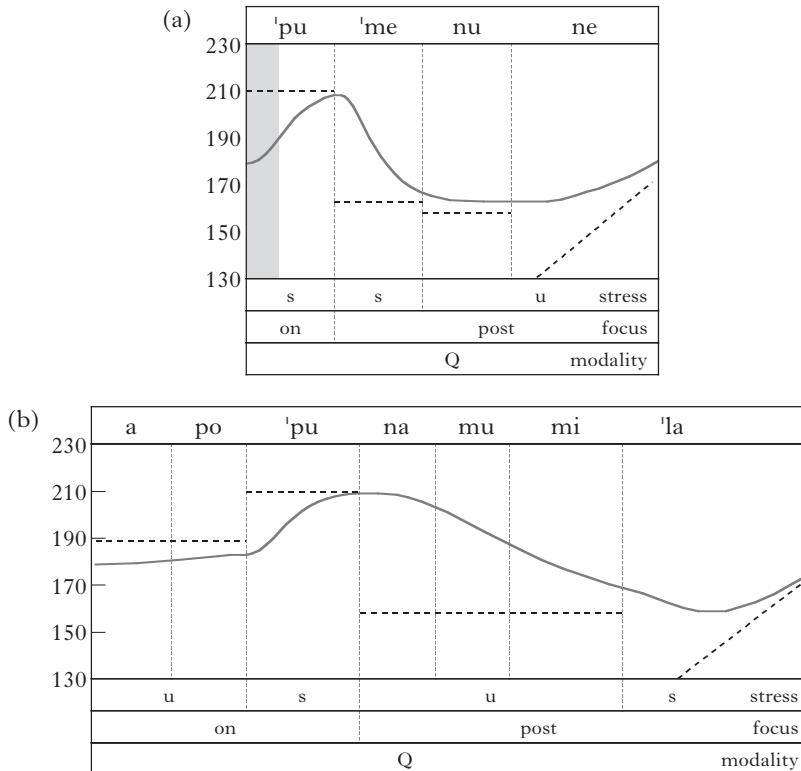 (a)
ˈpu ˈme nu ne
230
210
190
170
150
130
s s u stress
on post focus
Q modality
(b)
a po ˈpu na mu mi ˈla
230
210
190
170
150
130
u s u s stress
on post focus
Q modality